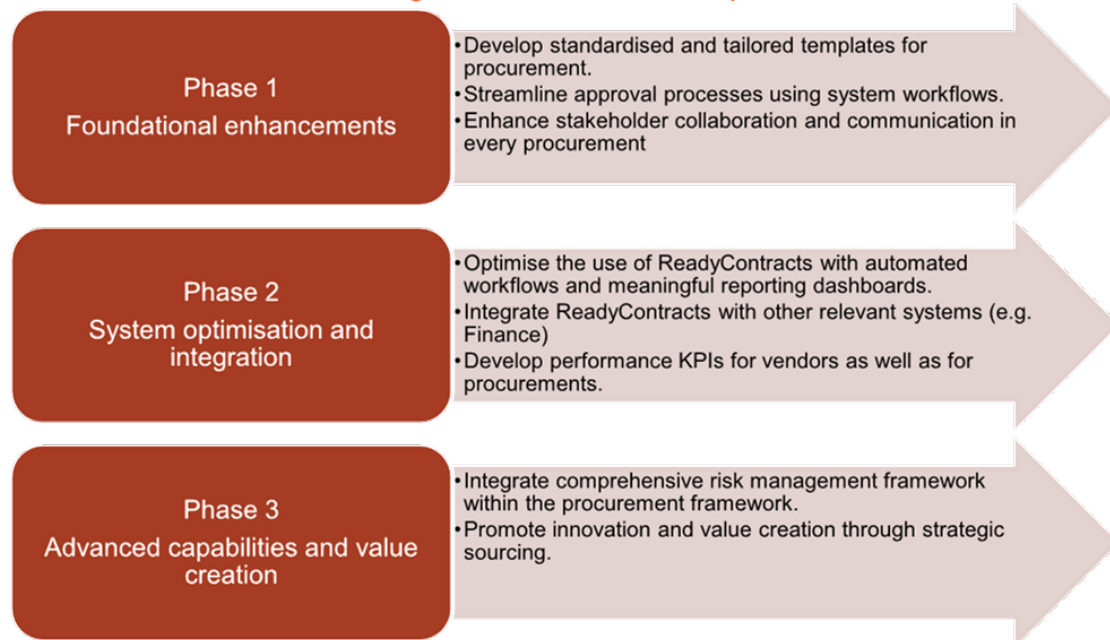 Phase 1
Foundational enhancements
•Develop standardised and tailored templates for
procurement.
•Streamline approval processes using system workflows.
•Enhance stakeholder collaboration and communication in
every procurement
Phase 2
System optimisation and
integration
•Optimise the use of ReadyContracts with automated
workflows and meaningful reporting dashboards.
•Integrate ReadyContracts with other relevant systems (e.g.
Finance)
•Develop performance KPIs for vendors as well as for
procurements.
Phase 3
Advanced capabilities and value
creation
•Integrate comprehensive risk management framework
within the procurement framework.
•Promote innovation and value creation through strategic
sourcing.